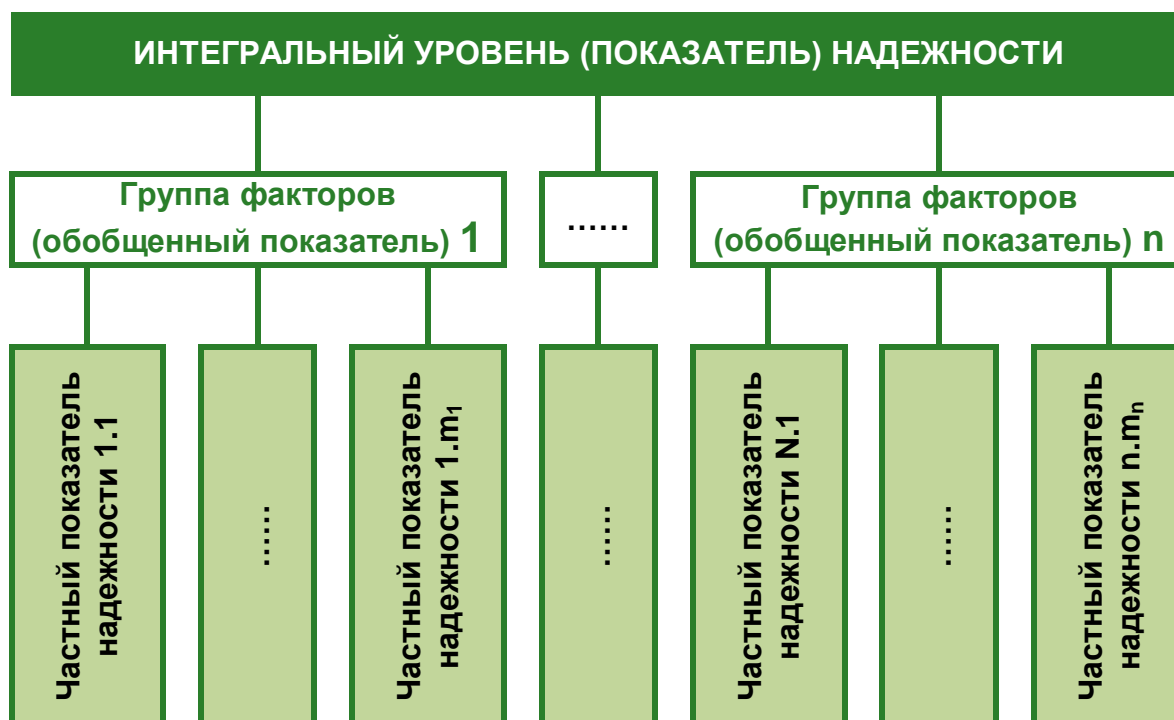 ИНТЕГРАЛЬНЫЙ УРОВЕНЬ (ПОКАЗАТЕЛЬ) НАДЕЖНОСТИ
Группа факторов
(обобщенный показатель) 1
......
Группа факторов
(обобщенный показатель) n
Частный показатель
надежности 1.1
......
Частный показатель
надежности 1.m₁
......
Частный показатель
надежности N.1
......
Частный показатель
надежности n.mₙ